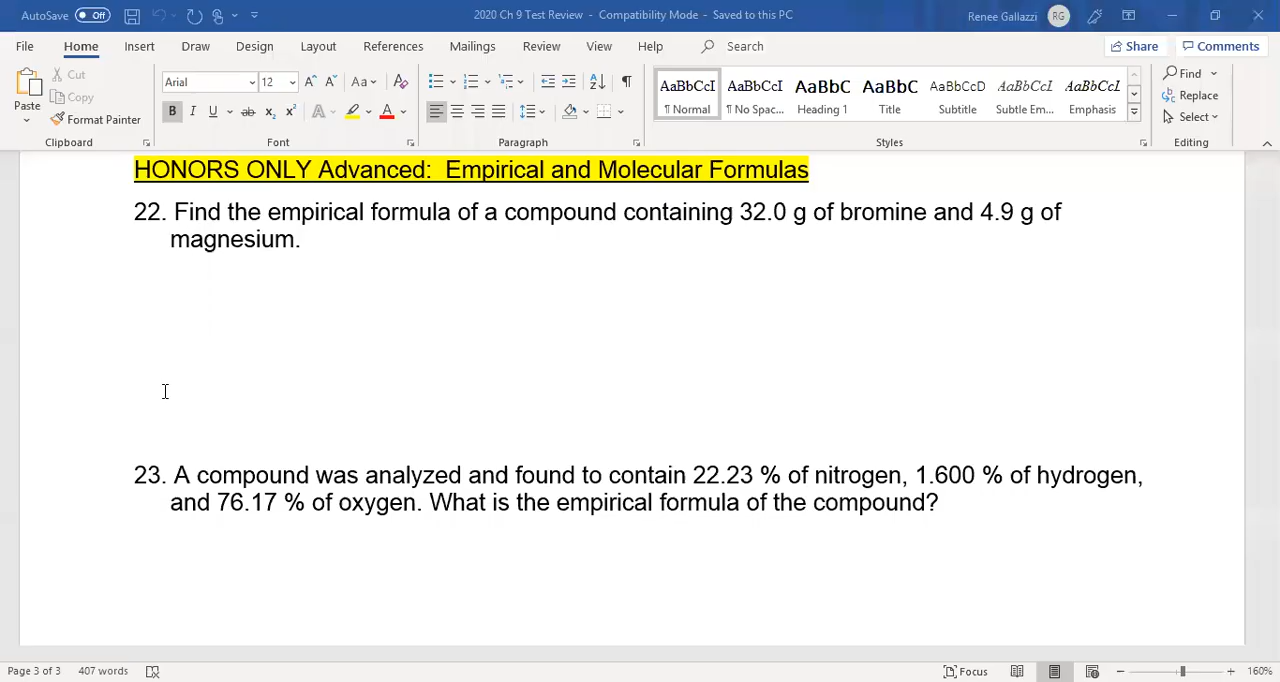 AutoSave Off 2020 Ch 9 Test Review - Compatibility Mode - Saved to this PC Renee Gallazzi RG
File Home Insert Draw Design Layout References Mailings Review View Help Search Share Comments
Paste
Cut
Copy
Format Painter
Clipboard
Arial 12 Aa
B I U ab x₂ x² A A
Font
Paragraph
AaBbCcI AaBbCcI AaBbC AaBbC AaBbCcD AaBbCcI AaBbCcI
¶ Normal ¶ No Spac... Heading 1 Title Subtitle Subtle Em... Emphasis
Styles
Find
Replace
Select
Editing
HONORS ONLY Advanced: Empirical and Molecular Formulas
22. Find the empirical formula of a compound containing 32.0 g of bromine and 4.9 g of
magnesium.
23. A compound was analyzed and found to contain 22.23 % of nitrogen, 1.600 % of hydrogen,
and 76.17 % of oxygen. What is the empirical formula of the compound?
Page 3 of 3 407 words Focus 160%